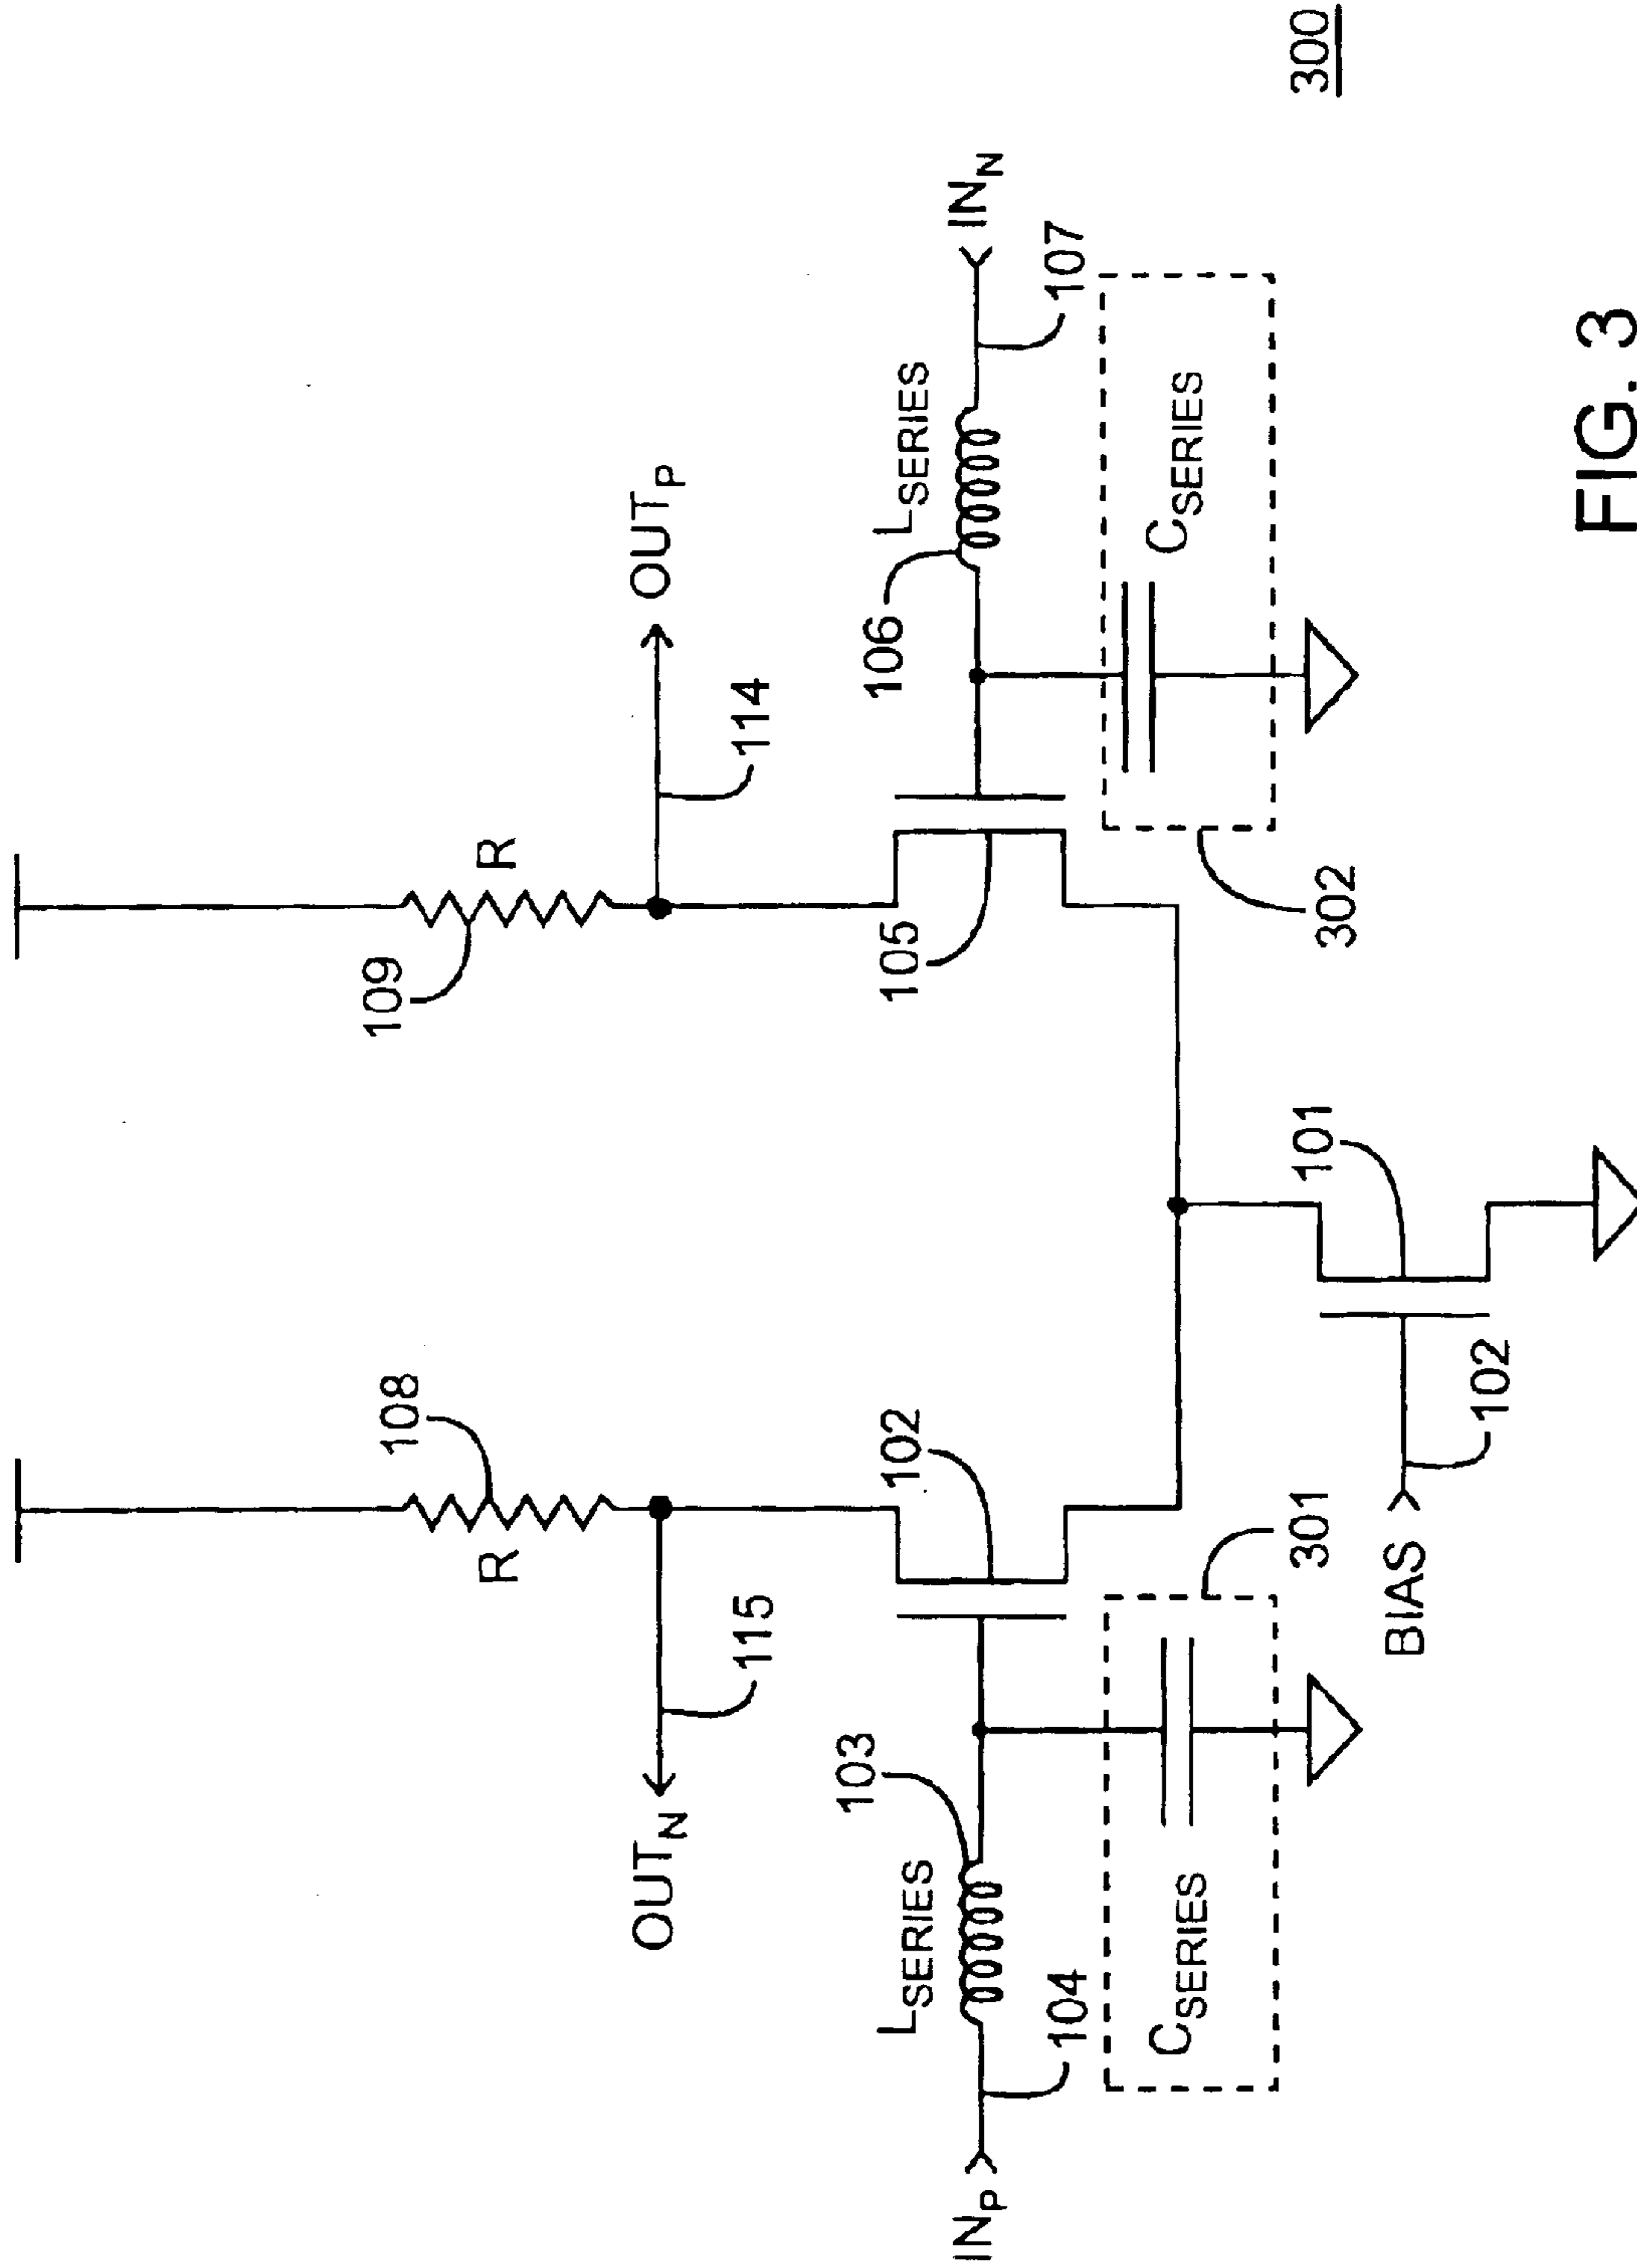 108
109
R
R
OUT_N
115
OUT_P
114
L_SERIES
103
102
105
106
L_SERIES
IN_P
104
IN_N
107
C_SERIES
301
302
C_SERIES
BIAS
102
101
300
FIG. 3